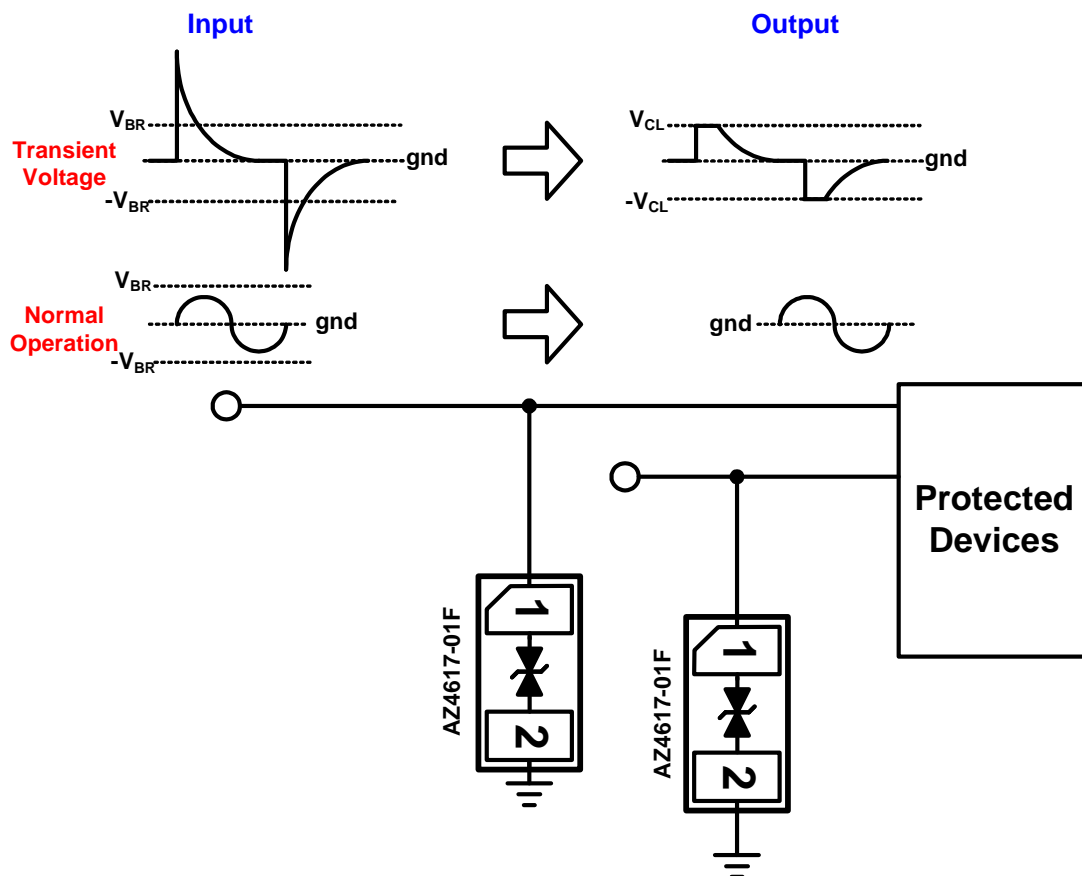 Input
Output
VBR
Transient
Voltage
gnd
-VBR
VCL
gnd
-VCL
VBR
Normal
Operation
gnd
-VBR
gnd
Protected
Devices
AZ4617-01F
1
2
AZ4617-01F
1
2